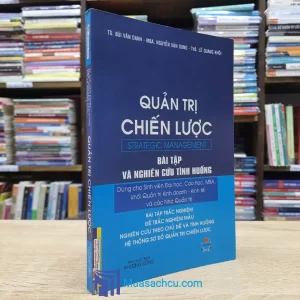 TS. BÙI VĂN DANH - MBA. NGUYỄN VĂN DUNG - ThS. LÊ QUANG KHÔI
QUẢN TRỊ
CHIẾN LƯỢC
STRATEGIC MANAGEMENT
BÀI TẬP
VÀ NGHIÊN CỨU TÌNH HUỐNG
Dùng cho Sinh viên Đại học, Cao học, MBA
khối Quản trị kinh doanh - Kinh tế
và các Nhà Quản trị
BÀI TẬP TRẮC NGHIỆM
ĐỀ TRẮC NGHIỆM MẪU
NGHIÊN CỨU THEO CHỦ ĐỀ VÀ TÌNH HUỐNG
HỆ THỐNG SƠ ĐỒ QUẢN TRỊ CHIẾN LƯỢC
QUẢN TRỊ CHIẾN LƯỢC
muasachcu.com